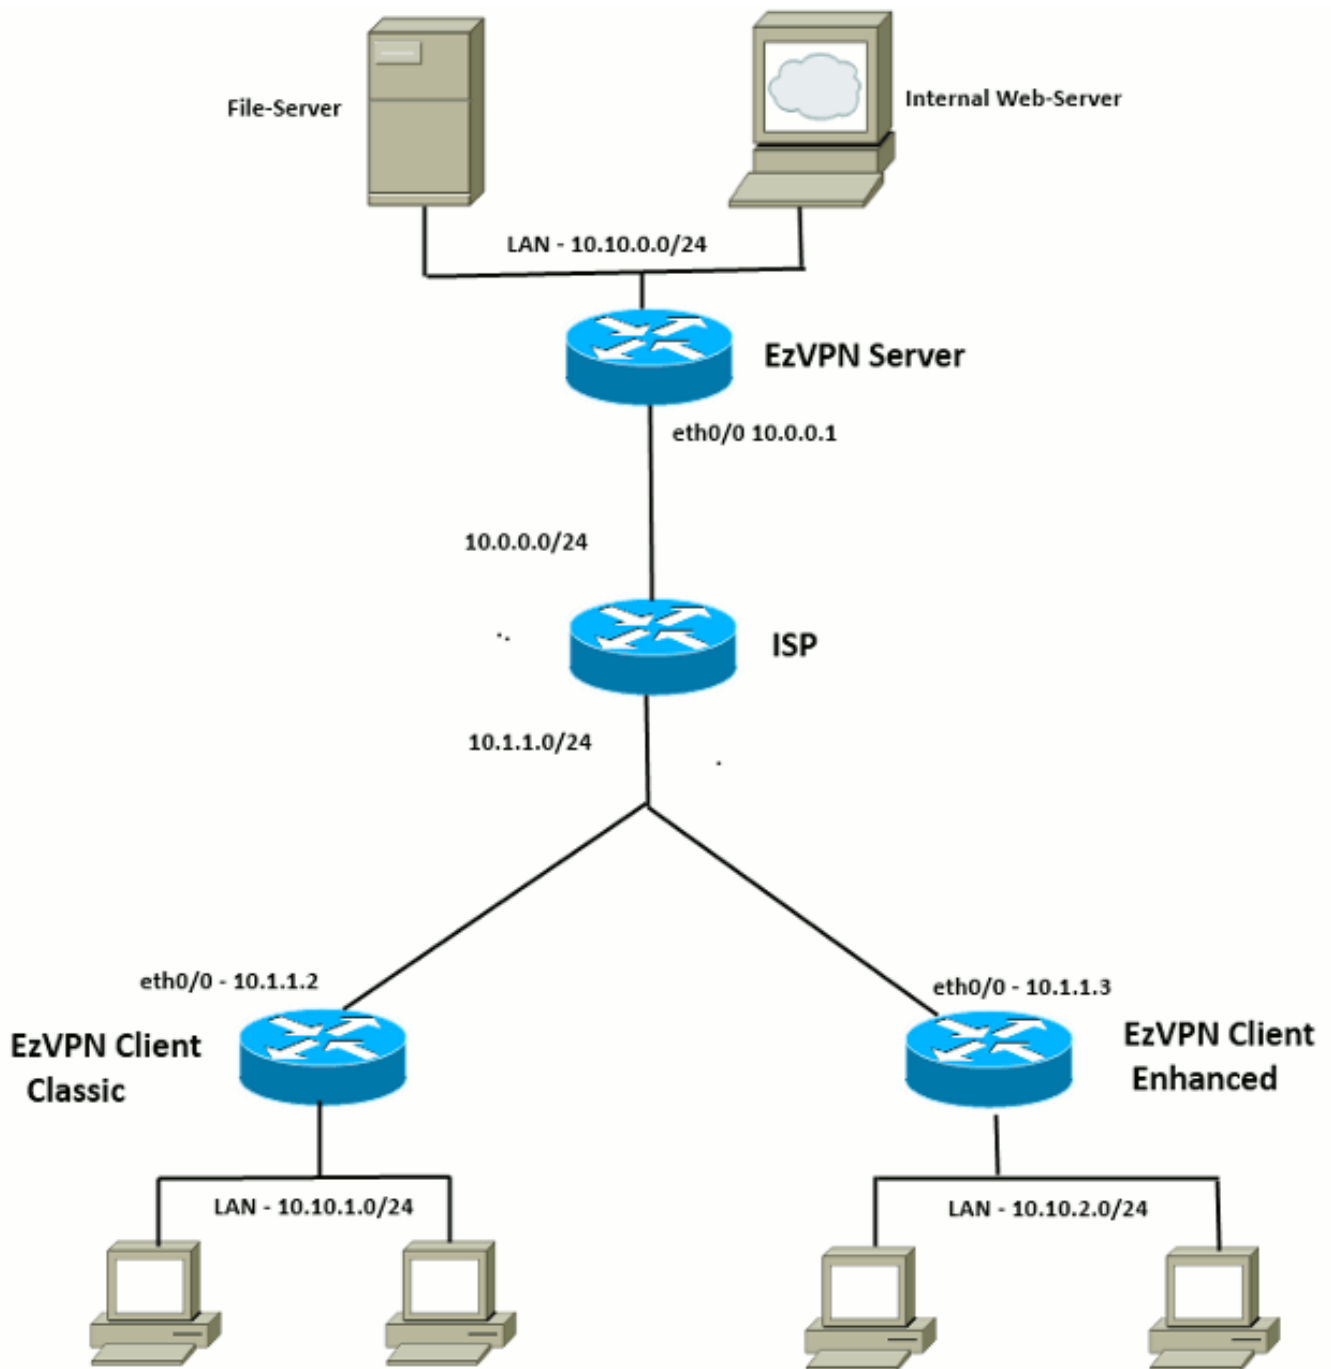 File-Server
Internal Web-Server
LAN - 10.10.0.0/24
EzVPN Server
eth0/0 10.0.0.1
10.0.0.0/24
ISP
10.1.1.0/24
eth0/0 - 10.1.1.2
eth0/0 - 10.1.1.3
EzVPN Client
Classic
EzVPN Client
Enhanced
LAN - 10.10.1.0/24
LAN - 10.10.2.0/24